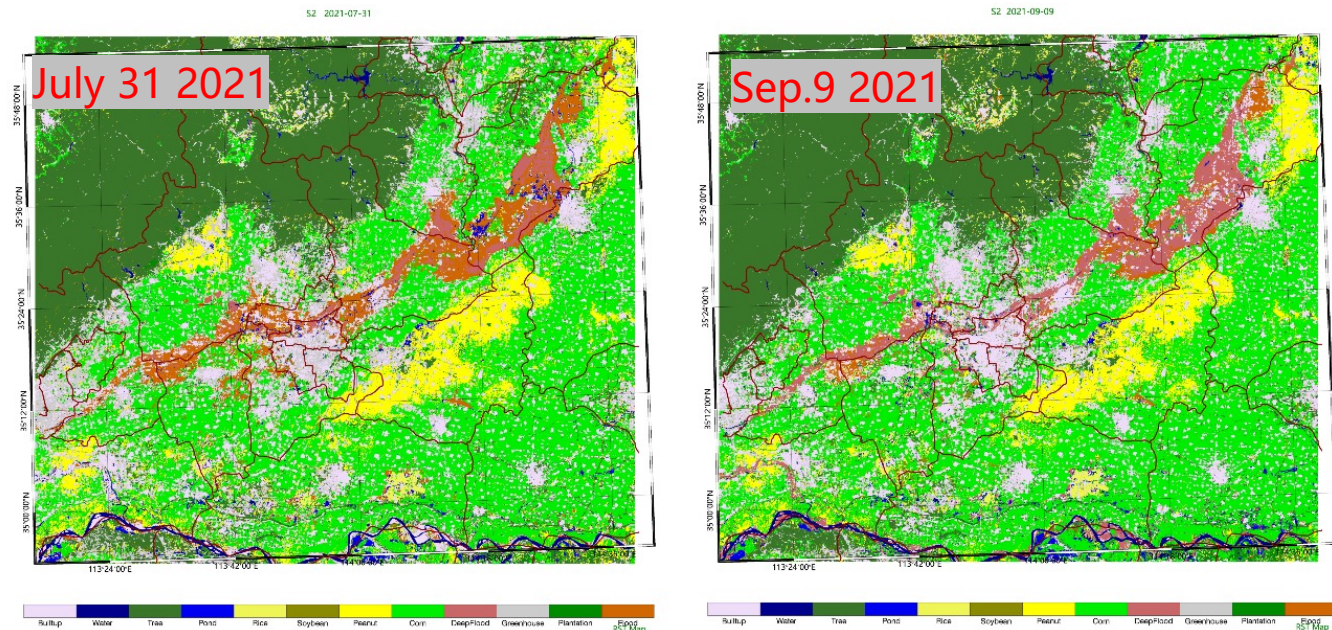 S2 2021-07-31
July 31 2021
35°48'00"N
35°36'00"N
35°24'00"N
35°12'00"N
35°00'00"N
113°24'00"E
113°42'00"E
Builtup Water Tree Pond Rice Soybean Peanut Corn DeepFlood Greenhouse Plantation Flood
RST Map
S2 2021-09-09
Sep.9 2021
35°48'00"N
35°36'00"N
35°24'00"N
35°12'00"N
35°00'00"N
113°24'00"E
113°42'00"E
Builtup Water Tree Pond Rice Soybean Peanut Corn DeepFlood Greenhouse Plantation Flood
RST Map